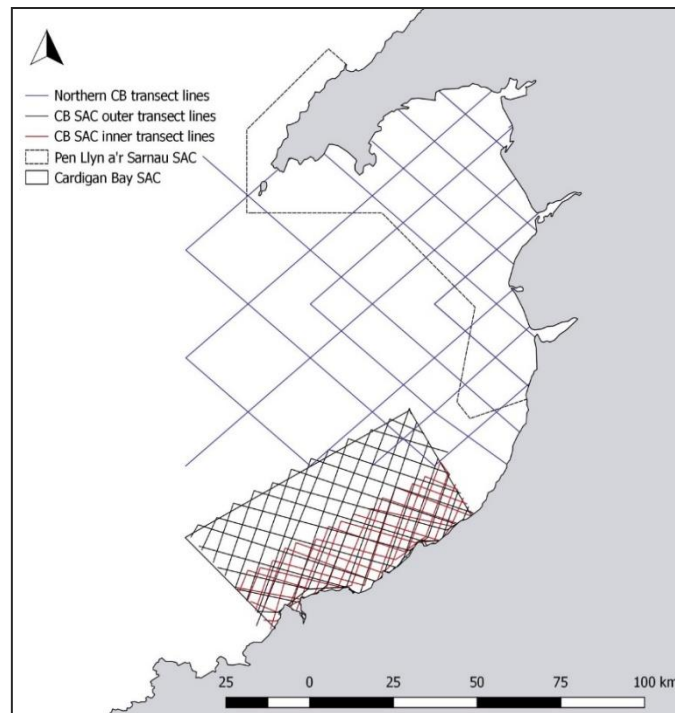 Northern CB transect lines
CB SAC outer transect lines
CB SAC inner transect lines
Pen Llyn a'r Sarnau SAC
Cardigan Bay SAC
25 0 25 50 75 100 km